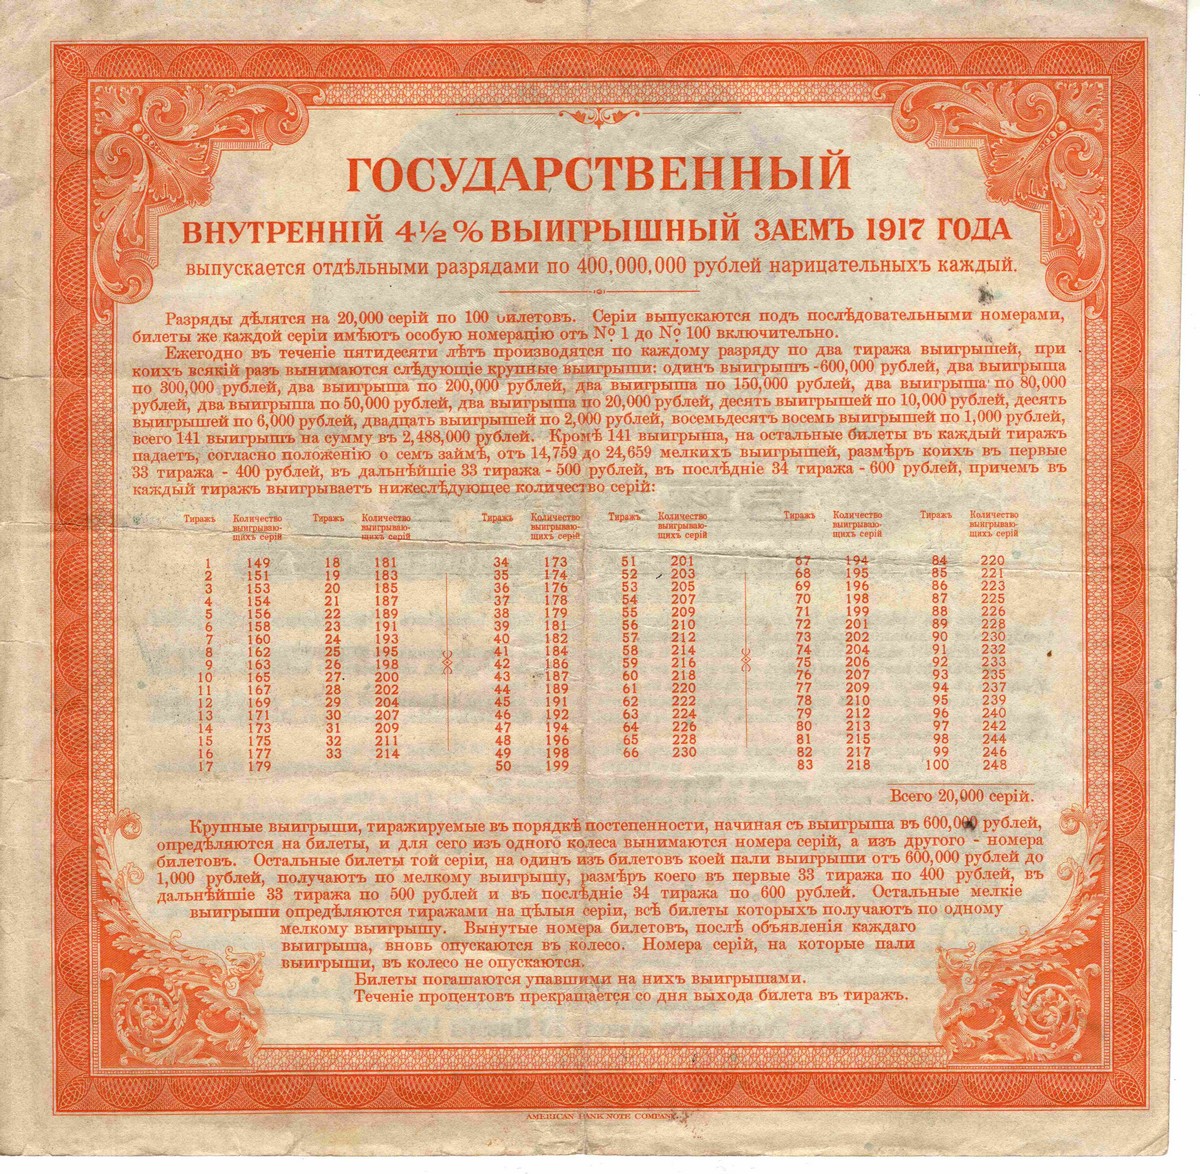 ГОСУДАРСТВЕННЫЙ
ВНУТРЕННІЙ 4½% ВЫИГРЫШНЫЙ ЗАЕМЪ 1917 ГОДА
выпускается отдѣльными разрядами по 400,000,000 рублей нарицательныхъ каждый.
Разряды дѣлятся на 20,000 серій по 100 билетовъ. Серіи выпускаются подъ послѣдовательными номерами,
билеты же каждой серіи имѣютъ особую номерацію отъ № 1 до № 100 включительно.
Ежегодно въ теченіе пятидесяти лѣтъ производятся по каждому разряду по два тиража выигрышей, при
коихъ всякій разъ вынимаются слѣдующіе крупные выигрыши: одинъ выигрышъ -600,000 рублей, два выигрыша
по 300,000 рублей, два выигрыша по 200,000 рублей, два выигрыша по 150,000 рублей, два выигрыша по 80,000
рублей, два выигрыша по 50,000 рублей, два выигрыша по 20,000 рублей, десять выигрышей по 10,000 рублей, десять
выигрышей по 6,000 рублей, двадцать выигрышей по 2,000 рублей, восемьдесятъ восемь выигрышей по 1,000 рублей,
всего 141 выигрышъ на сумму въ 2,488,000 рублей. Кромѣ 141 выигрыша, на остальные билеты въ каждый тиражъ
падаетъ, согласно положенію о семъ займѣ, отъ 14,759 до 24,659 мелкихъ выигрышей, размѣръ коихъ въ первые
33 тиража - 400 рублей, въ дальнѣйшіе 33 тиража - 500 рублей, въ послѣдніе 34 тиража - 600 рублей, причемъ въ
каждый тиражъ выигрываетъ нижеслѣдующее количество серій:
Тиражъ Количество выигрываю- щихъ серій Тиражъ Количество выигрываю- щихъ серій Тиражъ Количество выигрываю- щихъ серій Тиражъ Количество выигрываю- щихъ серій Тиражъ Количество выигрываю- щихъ серій Тиражъ Количество выигрываю- щихъ серій
1 149 18 181 34 173 51 201 67 194 84 220
2 151 19 183 35 174 52 203 68 195 85 221
3 153 20 185 36 176 53 205 69 196 86 223
4 154 21 187 37 178 54 207 70 198 87 225
5 156 22 189 38 179 55 209 71 199 88 226
6 158 23 191 39 181 56 210 72 201 89 228
7 160 24 193 40 182 57 212 73 202 90 230
8 162 25 195 41 184 58 214 74 204 91 232
9 163 26 198 42 186 59 216 75 206 92 233
10 165 27 200 43 187 60 218 76 207 93 235
11 167 28 202 44 189 61 220 77 209 94 237
12 169 29 204 45 191 62 222 78 210 95 239
13 171 30 207 46 192 63 224 79 212 96 240
14 173 31 209 47 194 64 226 80 213 97 242
15 175 32 211 48 196 65 228 81 215 98 244
16 177 33 214 49 198 66 230 82 217 99 246
17 179 50 199 83 218 100 248
Всего 20,000 серій.
Крупные выигрыши, тиражируемые въ порядкѣ постепенности, начиная съ выигрыша въ 600,000 рублей,
опредѣляются на билеты, и для сего изъ одного колеса вынимаются номера серій, а изъ другого - номера
билетовъ. Остальные билеты той серіи, на одинъ изъ билетовъ коей пали выигрыши отъ 600,000 рублей до
1,000 рублей, получаютъ по мелкому выигрышу, размѣръ коего въ первые 33 тиража по 400 рублей, въ
дальнѣйшіе 33 тиража по 500 рублей и въ послѣдніе 34 тиража по 600 рублей. Остальные мелкіе
выигрыши опредѣляются тиражами на цѣлыя серіи, всѣ билеты которыхъ получаютъ по одному
мелкому выигрышу. Вынутые номера билетовъ, послѣ объявленія каждаго
выигрыша, вновь опускаются въ колесо. Номера серій, на которые пали
выигрыши, въ колесо не опускаются.
Билеты погашаются упавшими на нихъ выигрышами.
Теченіе процентовъ прекращается со дня выхода билета въ тиражъ.
AMERICAN BANK NOTE COMPANY.